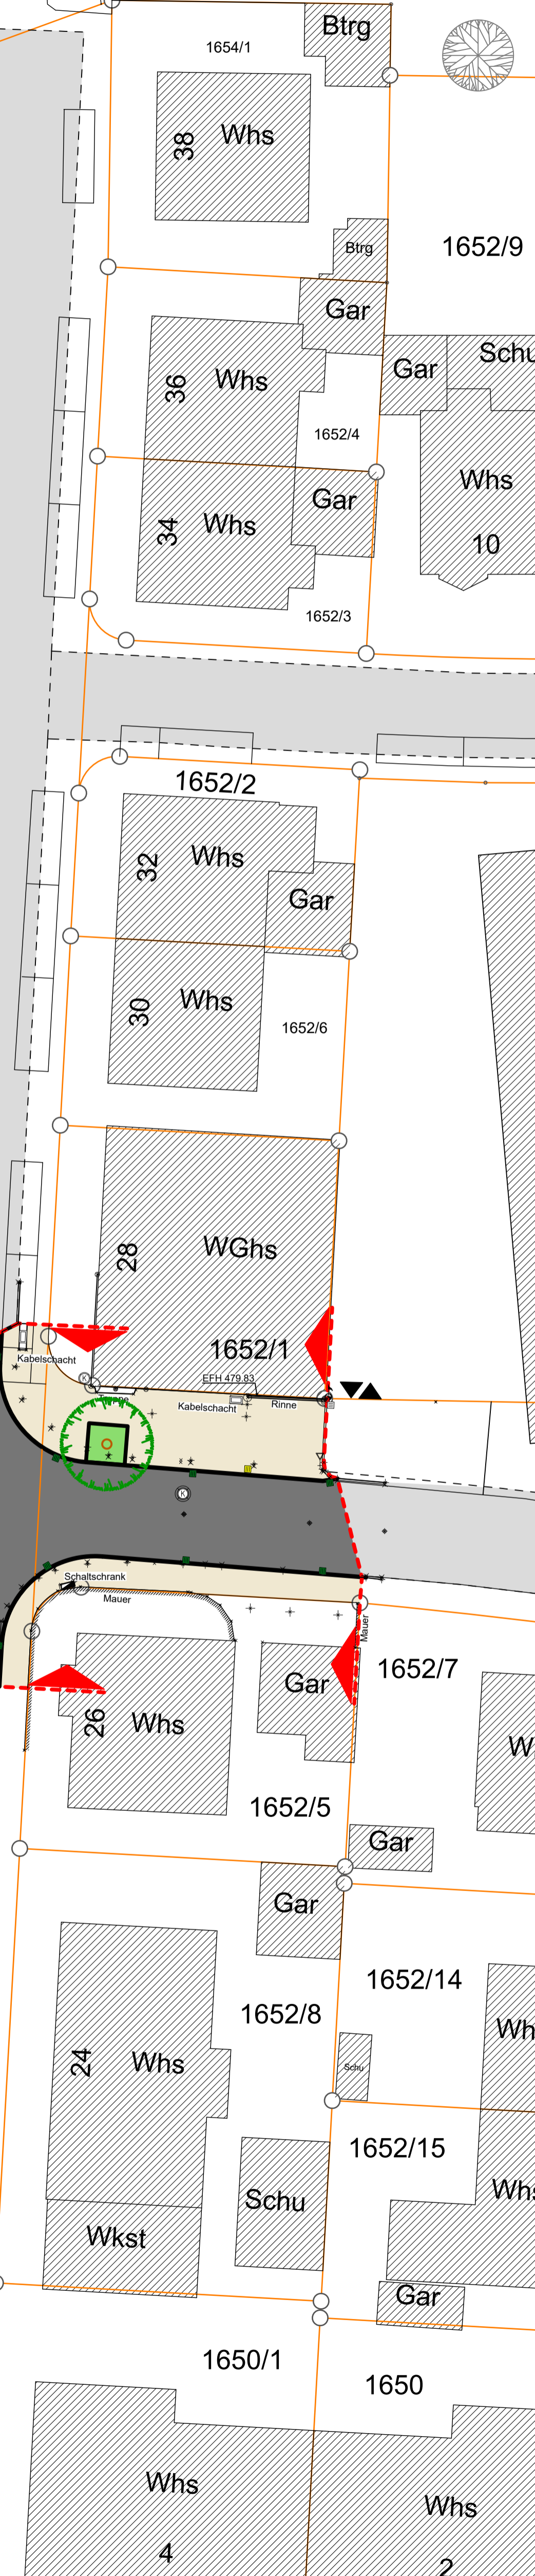 Btrg
1654/1
38
Whs
1652/9
Btrg
Gar
Gar
Schu
36
Whs
1652/4
Whs
10
34
Whs
Gar
1652/3
1652/2
32
Whs
Gar
30
Whs
1652/6
28
WGhs
1652/1
Kabelschacht
EFH 479.83
K
Kabelschacht
Rinne
K
Schaltschrank
Mauer
Mauer
1652/7
26
Whs
Gar
W
1652/5
Gar
Gar
1652/14
1652/8
Wh
24
Whs
Schu
1652/15
Schu
Whs
Wkst
Gar
1650/1
1650
Whs
Whs
4
2